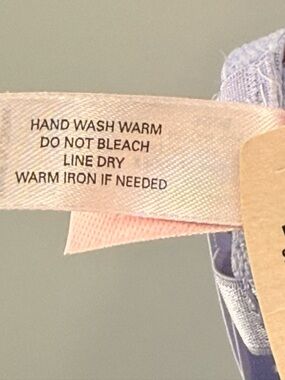 HAND WASH WARM
DO NOT BLEACH
LINE DRY
WARM IRON IF NEEDED